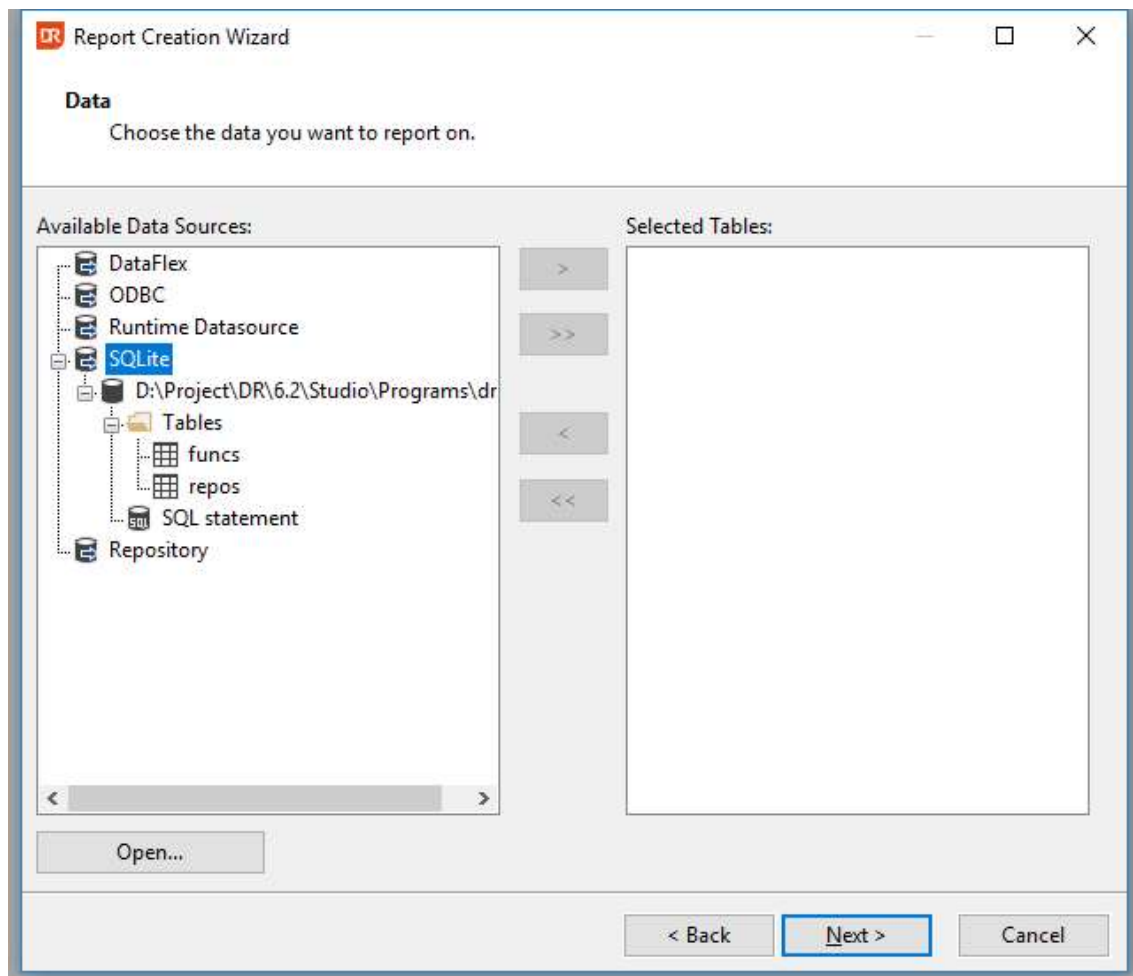 DR Report Creation Wizard
Data
Choose the data you want to report on.
Available Data Sources:
Selected Tables:
DataFlex
ODBC
Runtime Datasource
SQLite
D:\Project\DR\6.2\Studio\Programs\dr
Tables
funcs
repos
SQL SQL statement
Repository
>
>>
<
<<
Open...
< Back
Next >
Cancel